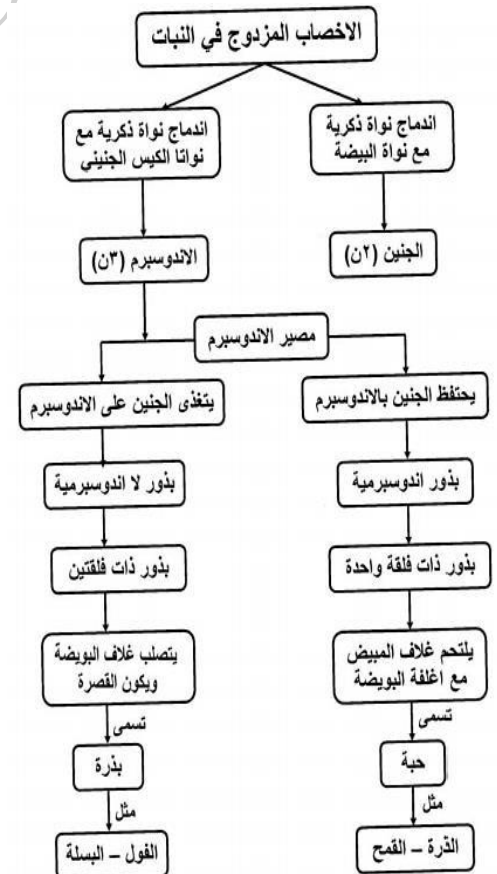 الاخصاب المزدوج في النبات
اندماج نواة ذكرية
مع نواة البيضة
اندماج نواة ذكرية مع
نواتا الكيس الجنيني
الجنين (٢ن)
الاندوسبرم (٣ن)
مصير الاندوسبرم
يحتفظ الجنين بالاندوسبرم
يتغذى الجنين على الاندوسبرم
بذور اندوسبرمية
بذور لا اندوسبرمية
بذور ذات فلقة واحدة
بذور ذات فلقتين
يلتحم غلاف المبيض
مع اغلفة البويضة
يتصلب غلاف البويضة
ويكون القصرة
تسمى
تسمى
حبة
بذرة
مثل
مثل
الذرة – القمح
الفول – البسلة